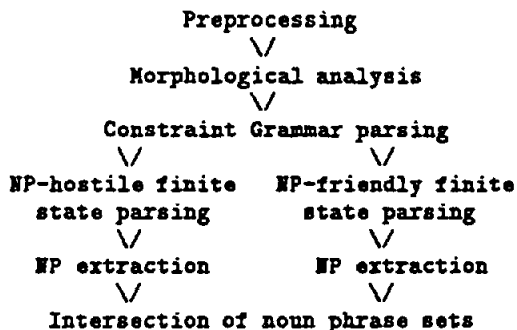 Preprocessing
\/
Morphological analysis
\/
Constraint Grammar parsing
\/ \/
NP-hostile finite NP-friendly finite
state parsing state parsing
\/ \/
NP extraction NP extraction
\/ \/
Intersection of noun phrase sets